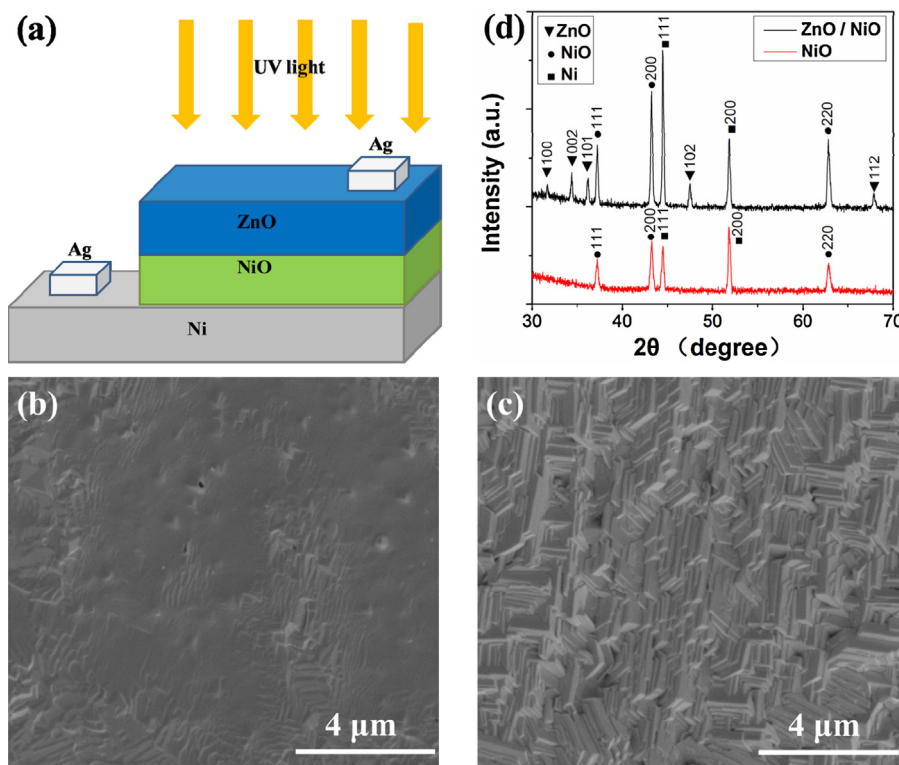 (a)
UV light
Ag
ZnO
Ag
NiO
Ni
(d)
ZnO
NiO
Ni
ZnO / NiO
NiO
Intensity (a.u.)
100
002
101
111
200
111
102
200
220
112
111
200
111
200
220
30
40
50
60
70
2θ （degree）
(b)
4 μm
(c)
4 μm